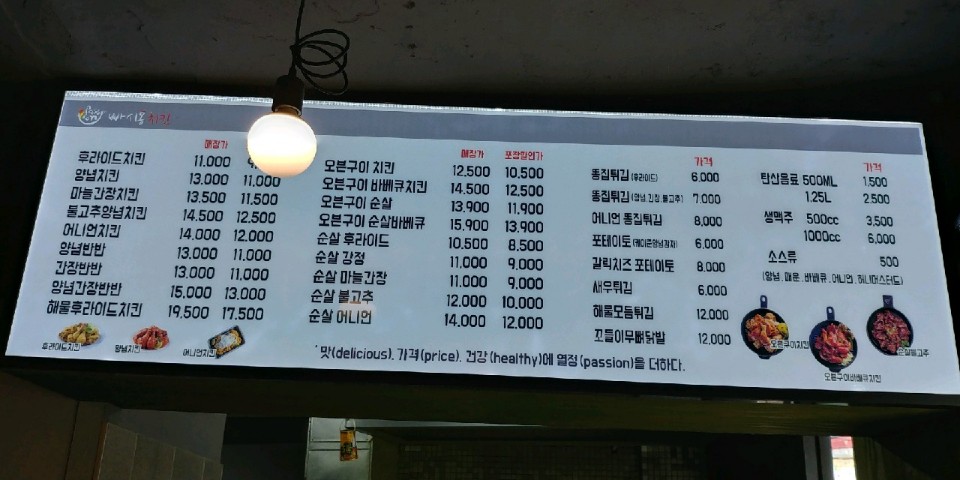 빠시몽 치킨
매장가
후라이드치킨 11.000 9.
양념치킨 13.000 11.000
마늘간장치킨 13.500 11.500
불고추양념치킨 14.500 12.500
어니언치킨 14.000 12.000
양념반반 13.000 11.000
간장반반 13.000 11.000
양념간장반반 15.000 13.000
해물후라이드치킨 19.500 17.500
후라이드치킨 양념치킨 어니언치킨
매장가 포장할인가
오븐구이 치킨 12.500 10.500
오븐구이 바베큐치킨 14.500 12.500
오븐구이 순살 13.900 11.900
오븐구이 순살바베큐 15.900 13.900
순살 후라이드 10.500 8.500
순살 강정 11.000 9.000
순살 마늘간장 11.000 9.000
순살 불고추 12.000 10.000
순살 어니언 14.000 12.000
가격
똥집튀김 (후라이드) 6.000
똥집튀김 (양념.간장.불고추) 7.000
어니언 똥집튀김 8.000
포테이토 (케이준양념감자) 6.000
갈릭치즈 포테이토 8.000
새우튀김 6.000
해물모듬튀김 12.000
꼬들이무뼈닭발 12.000
가격
탄산음료 500ML 1.500
1.25L 2.500
생맥주 500cc 3.500
1000cc 6.000
소스류 500
(양념. 매운. 바베큐. 어니언. 허니머스터드)
오븐구이치킨
오븐구이바베큐치킨
순살불고추
맛(delicious). 가격(price). 건강(healthy)에 열정(passion)을 더하다.